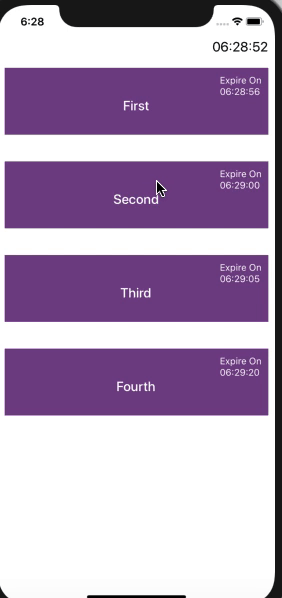 6:28
06:28:52
Expire On
06:28:56
First
Expire On
06:29:00
Second
Expire On
06:29:05
Third
Expire On
06:29:20
Fourth